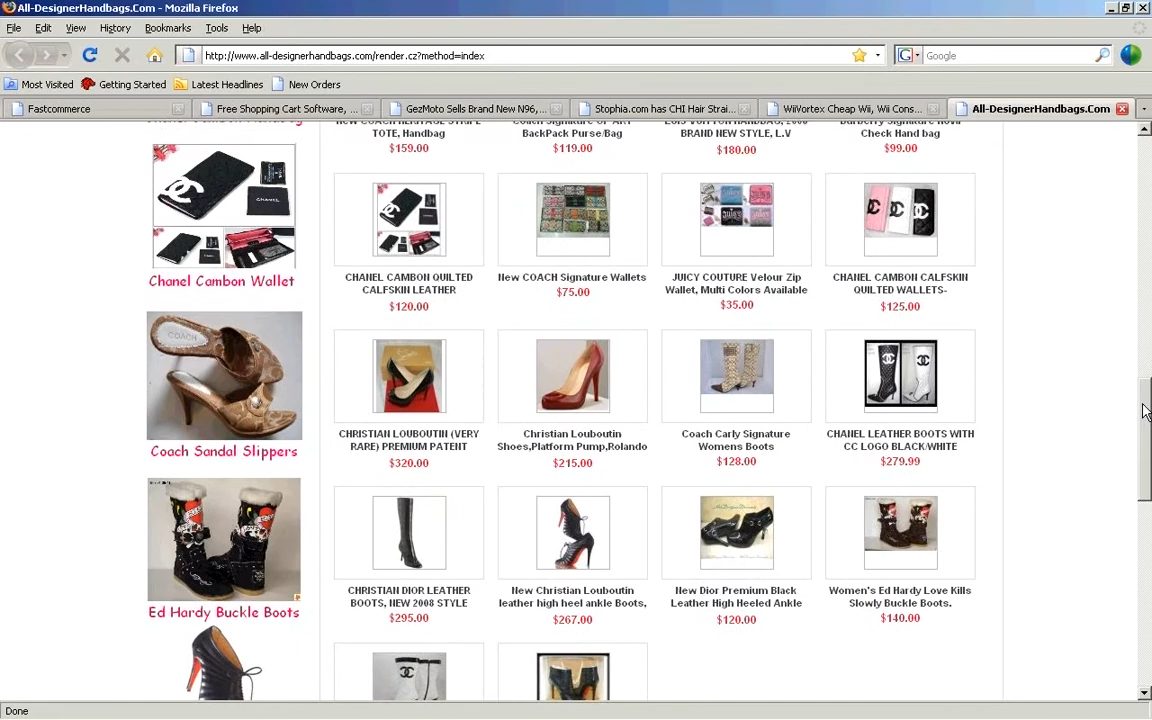 All-DesignerHandbags.Com - Mozilla Firefox
File Edit View History Bookmarks Tools Help
http://www.all-designerhandbags.com/render.cz?method=index
Google
Most Visited Getting Started Latest Headlines New Orders
Fastcommerce
Free Shopping Cart Software, ...
GezMoto Sells Brand New N96,...
Stophia.com has CHI Hair Strai...
WiiVortex Cheap Wii, Wii Cons...
All-DesignerHandbags.Com
TOTE, Handbag
$159.00
BackPack Purse/Bag
$119.00
BRAND NEW STYLE, L.V
$180.00
Check Hand bag
$99.00
CHANEL
Chanel Cambon Wallet
CHANEL CAMBON QUILTED
CALFSKIN LEATHER
$120.00
New COACH Signature Wallets
$75.00
JUICY COUTURE Velour Zip
Wallet, Multi Colors Available
$35.00
CHANEL CAMBON CALFSKIN
QUILTED WALLETS-
$125.00
COACH
Coach Sandal Slippers
CHRISTIAN LOUBOUTIN (VERY
RARE) PREMIUM PATENT
$320.00
Christian Louboutin
Shoes,Platform Pump,Rolando
$215.00
Coach Carly Signature
Womens Boots
$128.00
CHANEL LEATHER BOOTS WITH
CC LOGO BLACK/WHITE
$279.99
Ed Hardy Buckle Boots
CHRISTIAN DIOR LEATHER
BOOTS, NEW 2008 STYLE
$295.00
New Christian Louboutin
leather high heel ankle Boots,
$267.00
New Dior Premium Black
Leather High Heeled Ankle
$120.00
Women's Ed Hardy Love Kills
Slowly Buckle Boots.
$140.00
Done